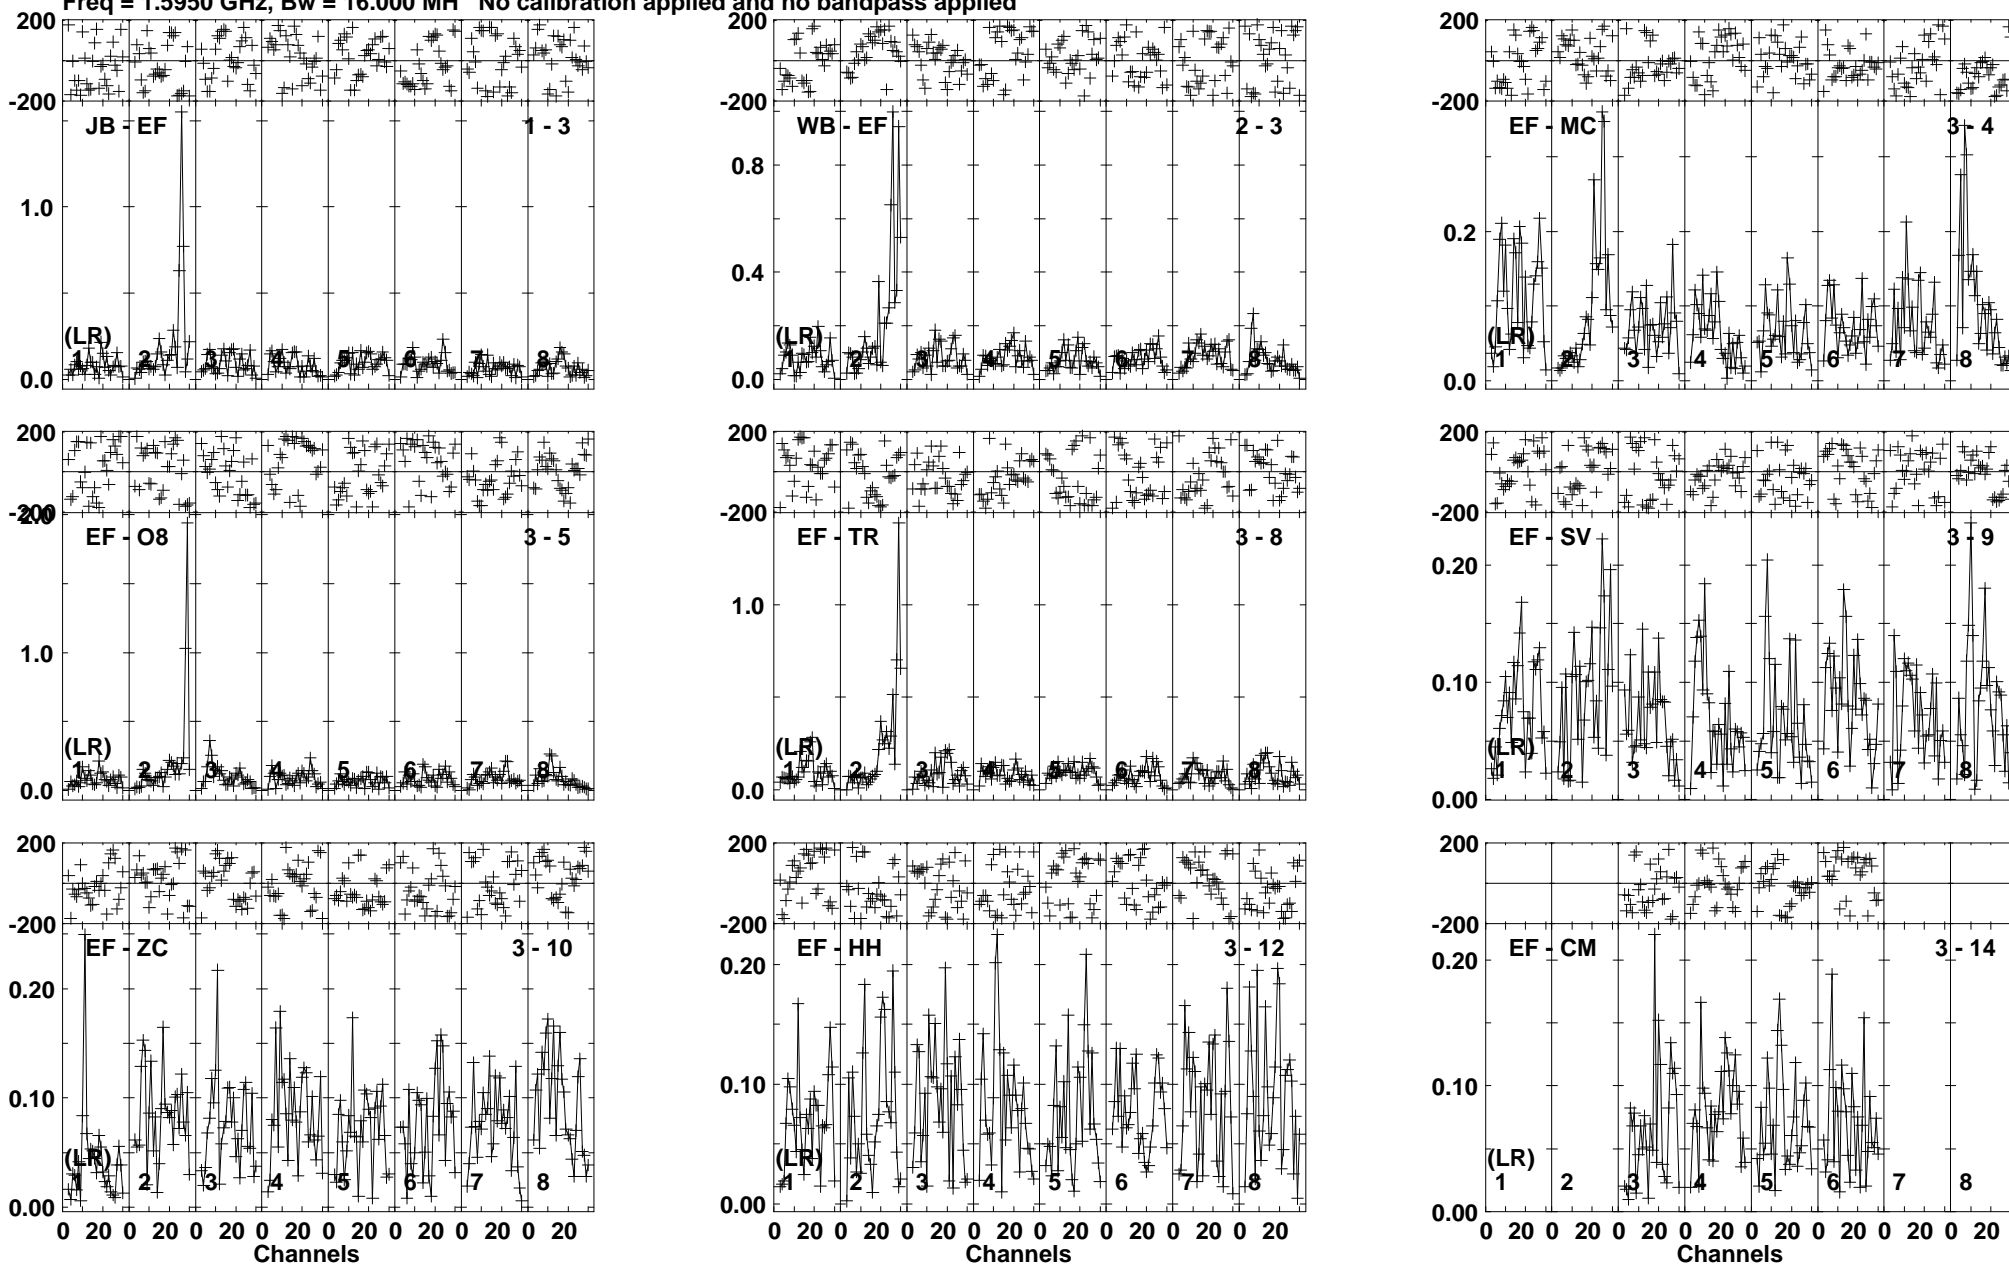 Freq = 1.5950 GHz, Bw = 16.000 MH No calibration applied and no bandpass applied
200 200 200
-200 -200 -200
JB - EF 1 - 3 WB - EF 2 - 3 EF - MC 3 - 4
1.0 0.8 0.2
0.4
(LR) (LR) (LR)
1 2 3 4 5 6 7 8 1 2 3 4 5 6 7 8 1 2 3 4 5 6 7 8
0.0 0.0 0.0
200 200 200
-200 -200 -200
2.0
EF - O8 3 - 5 EF - TR 3 - 8 EF - SV 3 - 9
1.0 1.0 0.20
0.10
(LR) (LR) (LR)
1 2 3 4 5 6 7 8 1 2 3 4 5 6 7 8 1 2 3 4 5 6 7 8
0.0 0.0 0.00
200 200 200
-200 -200 -200
EF - ZC 3 - 10 EF - HH 3 - 12 EF - CM 3 - 14
0.20 0.20 0.20
0.10 0.10 0.10
(LR) (LR) (LR)
1 2 3 4 5 6 7 8 1 2 3 4 5 6 7 8 1 2 3 4 5 6 7 8
0.00 0.00 0.00
0 20 0 20 0 20 0 20 0 20 0 20 0 20 0 20 0 20 0 20 0 20 0 20 0 20 0 20 0 20 0 20 0 20 0 20 0 20 0 20 0 20 0 20 0 20 0 20
Channels Channels Channels